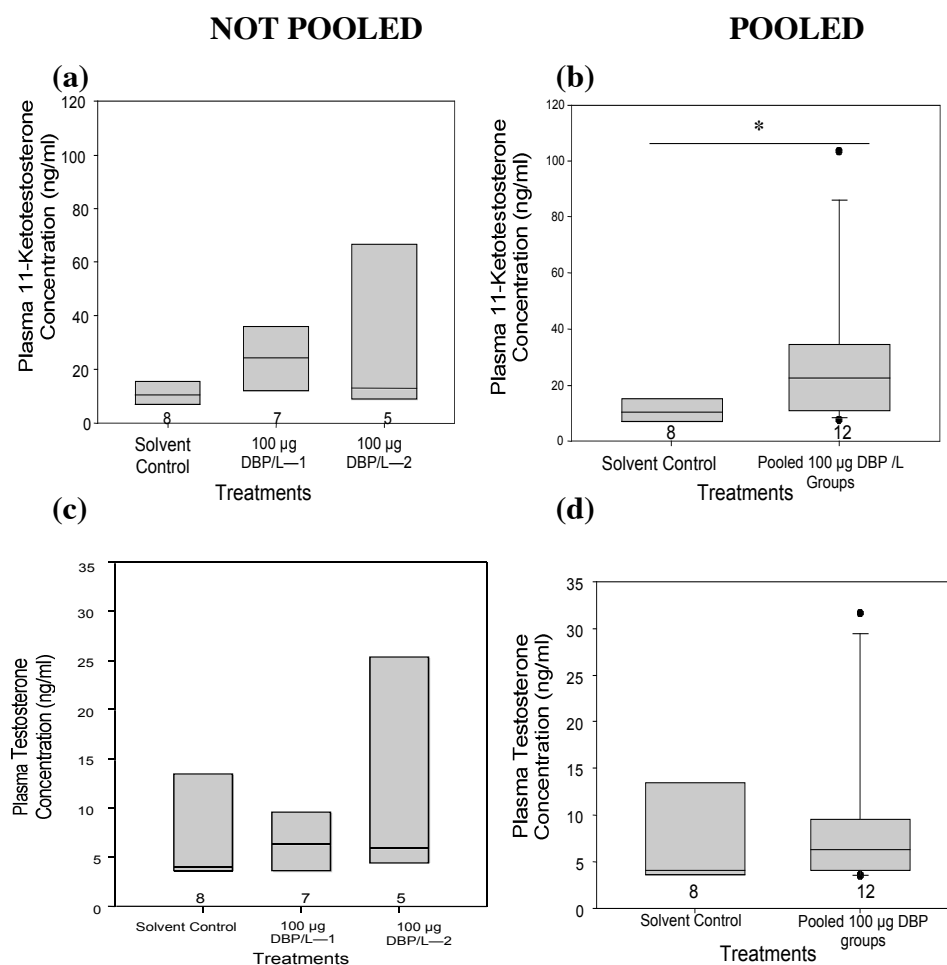 NOT POOLED
POOLED
(a)
Plasma 11-Ketotestosterone
Concentration (ng/ml)
120
100
80
60
40
20
0
8
7
5
Solvent
Control
100 µg
DBP/L—1
100 µg
DBP/L—2
Treatments
(b)
Plasma 11-Ketotestosterone
Concentration (ng/ml)
120
100
80
60
40
20
0
*
8
12
Solvent Control
Pooled 100 µg DBP /L
Groups
Treatments
(c)
Plasma Testosterone
Concentration (ng/ml)
35
30
25
20
15
10
5
0
8
7
5
Solvent Control
100 µg
DBP/L—1
100 µg
DBP/L—2
Treatments
(d)
Plasma Testosterone
Concentration (ng/ml)
35
30
25
20
15
10
5
0
8
12
Solvent Control
Pooled 100 µg DBP
groups
Treatments